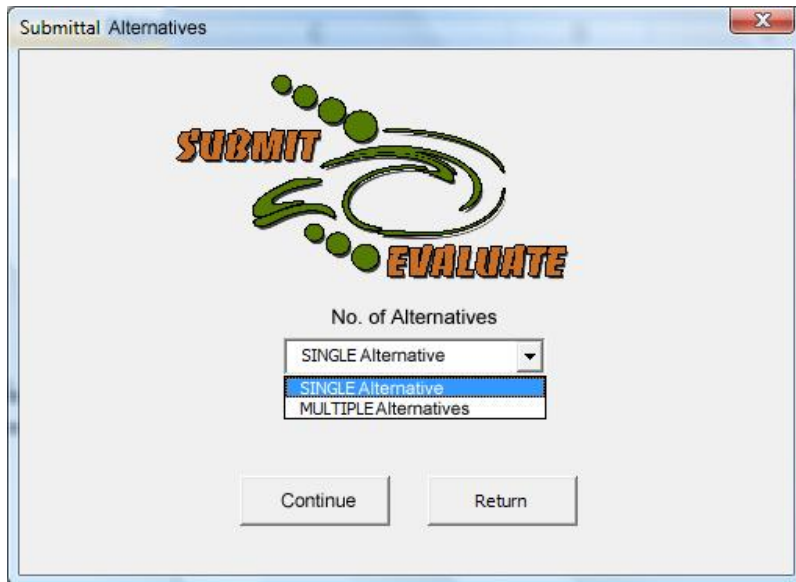 Submittal Alternatives
SUBMIT
EVALUATE
No. of Alternatives
SINGLE Alternative
SINGLE Alternative
MULTIPLE Alternatives
Continue
Return